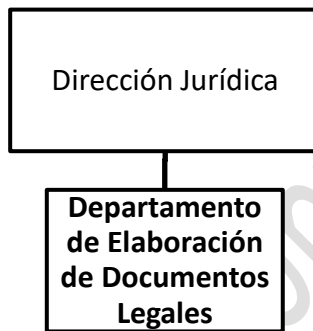 Dirección Jurídica
Departamento
de Elaboración
de Documentos
Legales